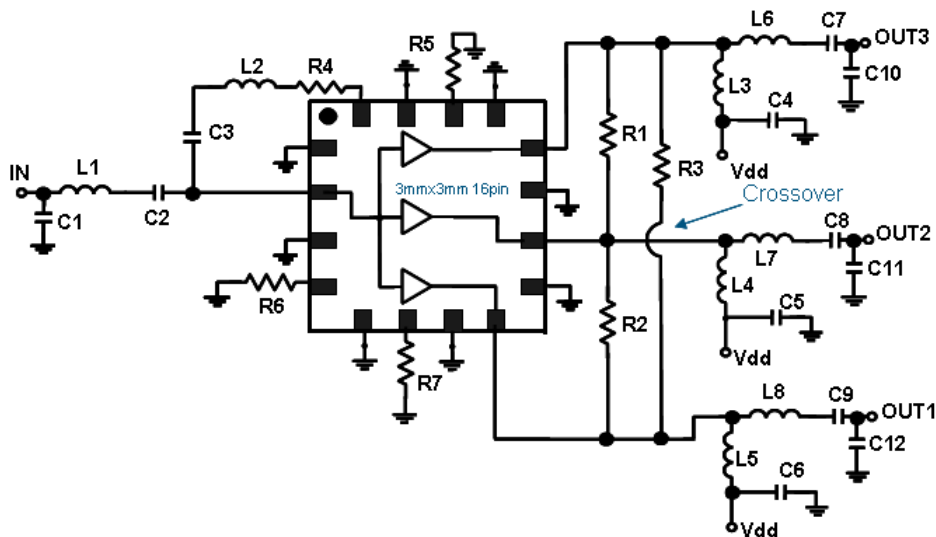 L6
C7
OUT3
R5
L2
R4
L3
C4
C10
C3
R1
R3
Vdd
IN
L1
C2
C1
3mmx3mm 16pin
Crossover
C8
OUT2
L7
C11
L4
R6
R2
C5
Vdd
R7
L8
C9
OUT1
C12
L5
C6
Vdd